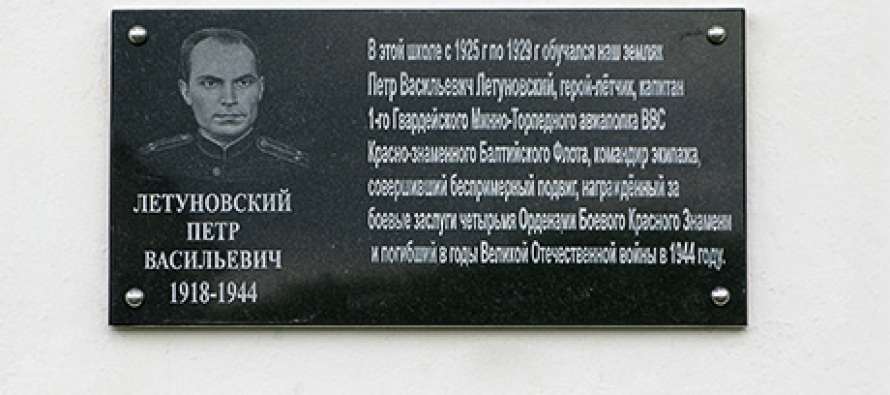 ЛЕТУНОВСКИЙ
ПЕТР
ВАСИЛЬЕВИЧ
1918-1944
В этой школе с 1925 г по 1929 г обучался наш земляк
Петр Васильевич Летуновский, герой-лётчик, капитан
1-го Гвардейского Минно-Торпедного авиаполка ВВС
Красно-знаменного Балтийского Флота, командир экипажа,
совершивший беспримерный подвиг, награждённый за
боевые заслуги четырьмя Орденами Боевого Красного Знамени
и погибший в годы Великой Отечественной войны в 1944 году.